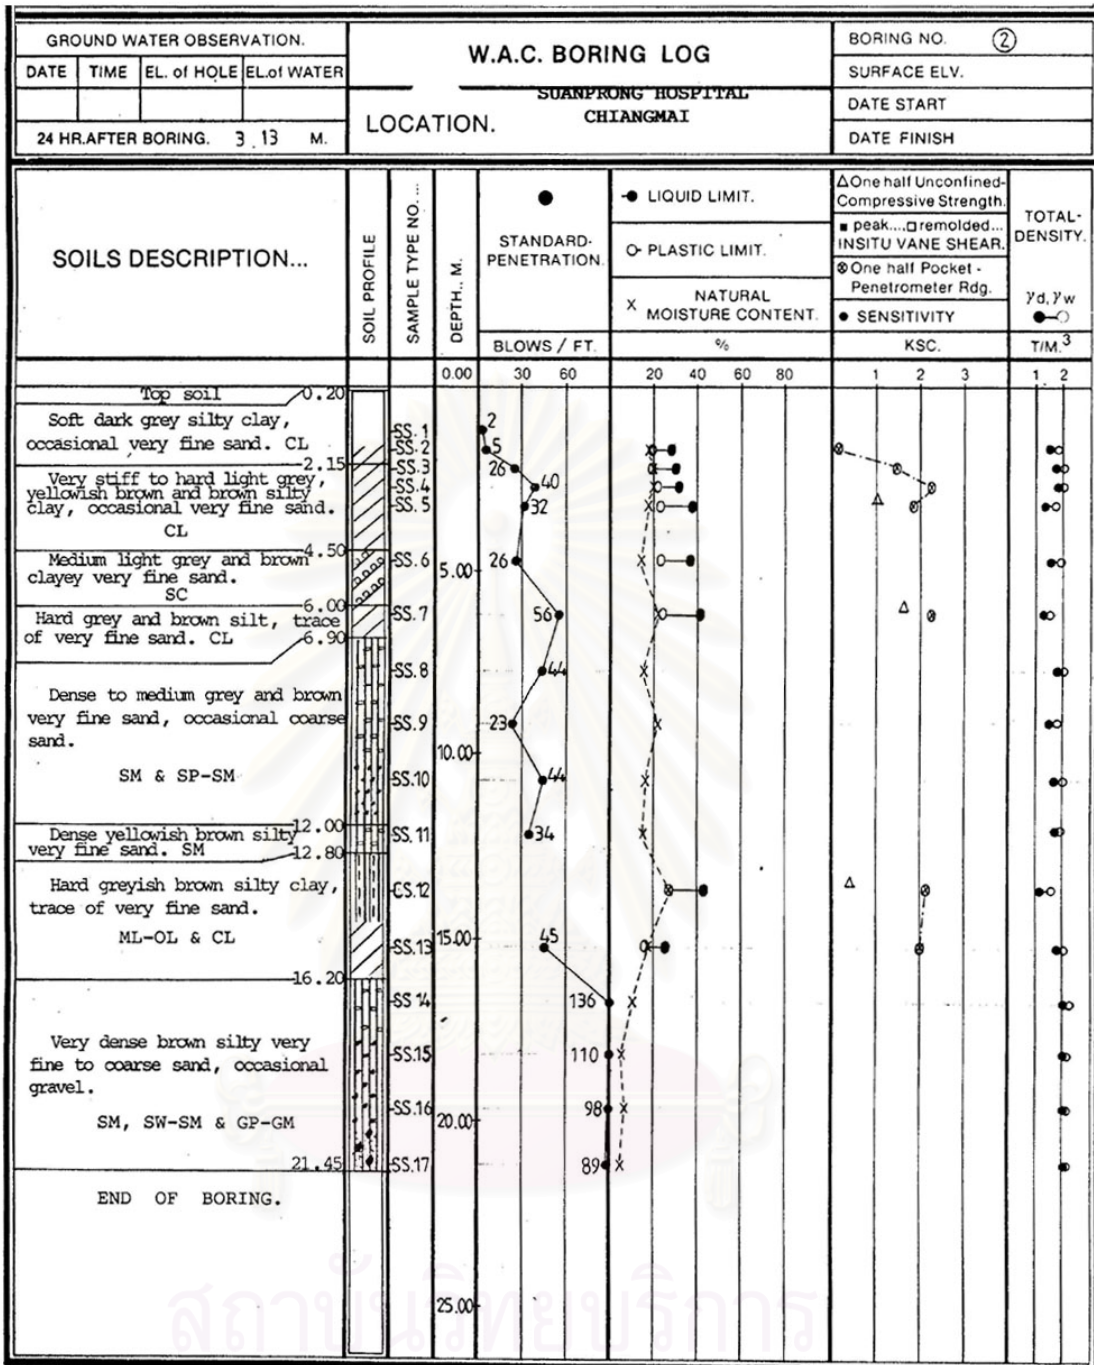 GROUND WATER OBSERVATION.
DATE TIME EL. of HOLE EL.of WATER
24 HR.AFTER BORING. 3.13 M.
W.A.C. BORING LOG
LOCATION. SUANPRONG HOSPITAL
CHIANGMAI
BORING NO. ②
SURFACE ELV.
DATE START
DATE FINISH
SOILS DESCRIPTION...
SOIL PROFILE
SAMPLE TYPE NO. ...
DEPTH., M.
STANDARD-
PENETRATION.
BLOWS / FT.
LIQUID LIMIT.
PLASTIC LIMIT.
X NATURAL
MOISTURE CONTENT.
%
△One half Unconfined-
Compressive Strength.
■ peak....□ remolded...
INSITU VANE SHEAR.
⊗One half Pocket -
Penetrometer Rdg.
● SENSITIVITY
KSC.
TOTAL-
DENSITY.
γd, γw
T/M.³
0.00 30 60 20 40 60 80 1 2 3 1 2
Top soil 0.20
Soft dark grey silty clay,
occasional very fine sand. CL
2.15
Very stiff to hard light grey,
yellowish brown and brown silty
clay, occasional very fine sand.
CL
4.50
Medium light grey and brown
clayey very fine sand.
SC
6.00
Hard grey and brown silt, trace
of very fine sand. CL 6.90
Dense to medium grey and brown
very fine sand, occasional coarse
sand.
SM & SP-SM
12.00
Dense yellowish brown silty
very fine sand. SM 12.80
Hard greyish brown silty clay,
trace of very fine sand.
ML-OL & CL
16.20
Very dense brown silty very
fine to coarse sand, occasional
gravel.
SM, SW-SM & GP-GM
21.45
END OF BORING.
SS.1 2
SS.2 5
SS.3 26
SS.4 40
SS.5 32
SS.6 26
5.00
SS.7 56
SS.8 44
SS.9 23
10.00
SS.10 44
SS.11 34
SS.12
15.00
SS.13 45
SS.14 136
SS.15 110
SS.16 98
20.00
SS.17 89
25.00
สถาบันวิทยบริการ